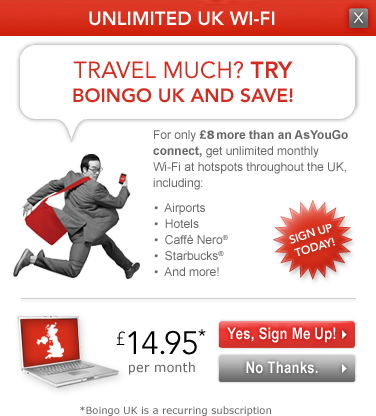 UNLIMITED UK WI-FI
X
TRAVEL MUCH? TRY
BOINGO UK AND SAVE!
For only £8 more than an AsYouGo
connect, get unlimited monthly
Wi-Fi at hotspots throughout the UK,
including:
• Airports
• Hotels
• Caffè Nero®
• Starbucks®
• And more!
SIGN UP
TODAY!
£14.95*
per month
Yes, Sign Me Up!
No Thanks.
*Boingo UK is a recurring subscription